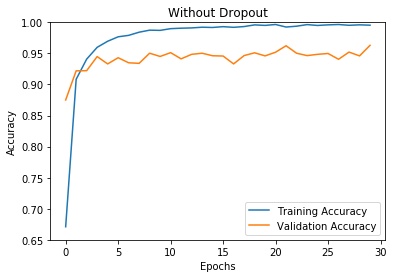 Without Dropout
Accuracy
1.00
0.95
0.90
0.85
0.80
0.75
0.70
0.65
0 5 10 15 20 25 30
Epochs
Training Accuracy
Validation Accuracy